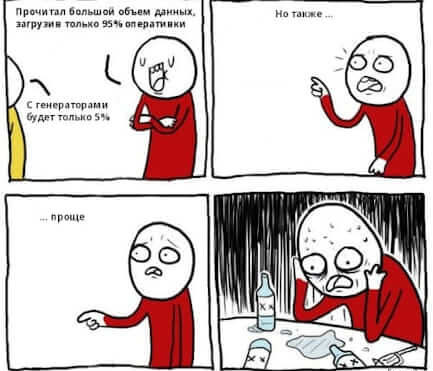 Прочитал большой объем данных,
загрузив только 95% оперативки
С генераторами
будет только 5%
Но также ...
... проще
x x
x x
x x